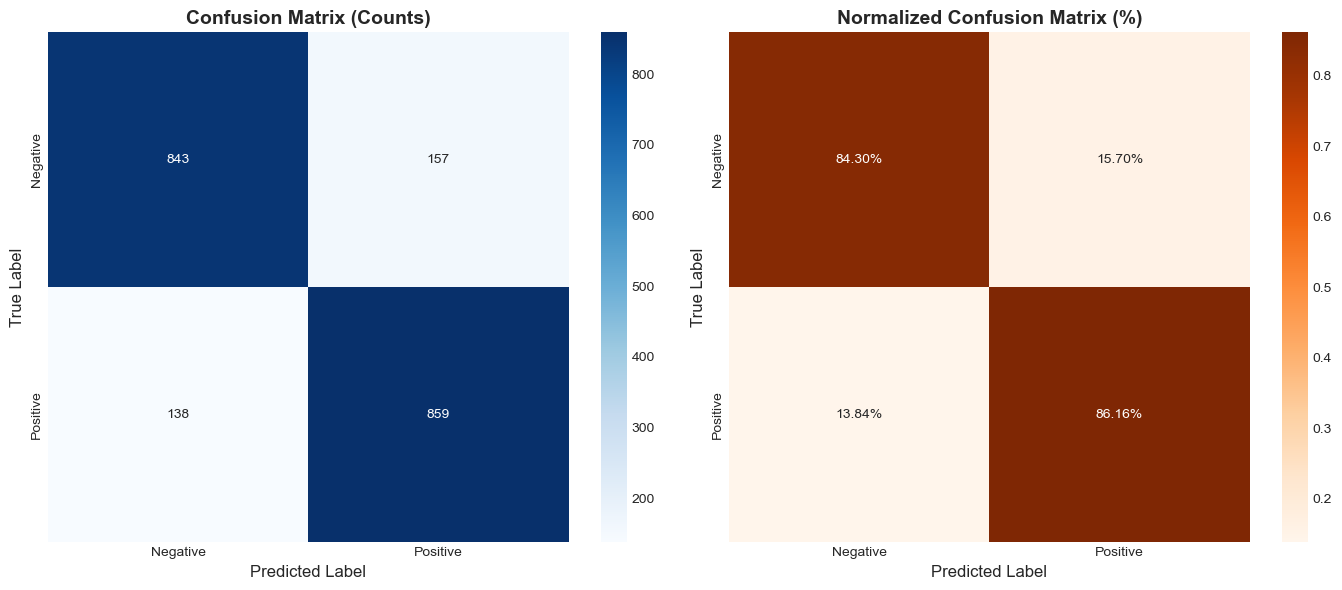 Confusion Matrix (Counts)
True Label
Negative
Positive
843
157
138
859
Negative
Positive
Predicted Label
800
700
600
500
400
300
200
Normalized Confusion Matrix (%)
True Label
Negative
Positive
84.30%
15.70%
13.84%
86.16%
Negative
Positive
Predicted Label
0.8
0.7
0.6
0.5
0.4
0.3
0.2